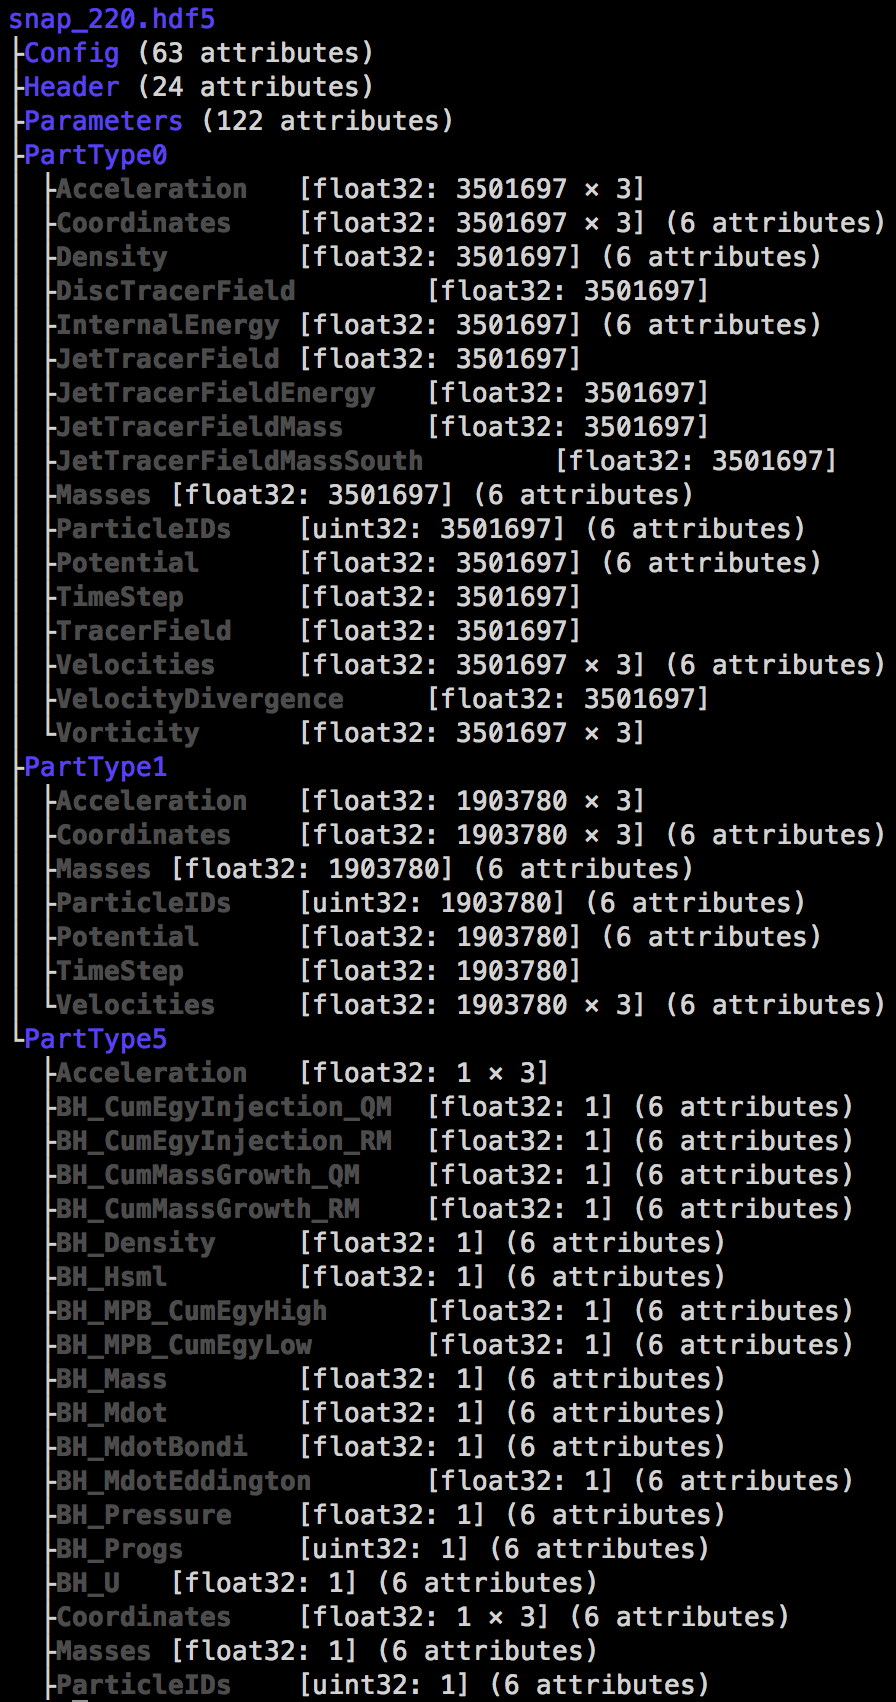 snap_220.hdf5
├Config (63 attributes)
├Header (24 attributes)
├Parameters (122 attributes)
├PartType0
│ ├Acceleration   [float32: 3501697 × 3]
│ ├Coordinates    [float32: 3501697 × 3] (6 attributes)
│ ├Density        [float32: 3501697] (6 attributes)
│ ├DiscTracerField        [float32: 3501697]
│ ├InternalEnergy [float32: 3501697] (6 attributes)
│ ├JetTracerField [float32: 3501697]
│ ├JetTracerFieldEnergy   [float32: 3501697]
│ ├JetTracerFieldMass     [float32: 3501697]
│ ├JetTracerFieldMassSouth        [float32: 3501697]
│ ├Masses [float32: 3501697] (6 attributes)
│ ├ParticleIDs    [uint32: 3501697] (6 attributes)
│ ├Potential      [float32: 3501697] (6 attributes)
│ ├TimeStep       [float32: 3501697]
│ ├TracerField    [float32: 3501697]
│ ├Velocities     [float32: 3501697 × 3] (6 attributes)
│ ├VelocityDivergence     [float32: 3501697]
│ └Vorticity      [float32: 3501697 × 3]
├PartType1
│ ├Acceleration   [float32: 1903780 × 3]
│ ├Coordinates    [float32: 1903780 × 3] (6 attributes)
│ ├Masses [float32: 1903780] (6 attributes)
│ ├ParticleIDs    [uint32: 1903780] (6 attributes)
│ ├Potential      [float32: 1903780] (6 attributes)
│ ├TimeStep       [float32: 1903780]
│ └Velocities     [float32: 1903780 × 3] (6 attributes)
└PartType5
  ├Acceleration   [float32: 1 × 3]
  ├BH_CumEgyInjection_QM  [float32: 1] (6 attributes)
  ├BH_CumEgyInjection_RM  [float32: 1] (6 attributes)
  ├BH_CumMassGrowth_QM    [float32: 1] (6 attributes)
  ├BH_CumMassGrowth_RM    [float32: 1] (6 attributes)
  ├BH_Density     [float32: 1] (6 attributes)
  ├BH_Hsml        [float32: 1] (6 attributes)
  ├BH_MPB_CumEgyHigh      [float32: 1] (6 attributes)
  ├BH_MPB_CumEgyLow       [float32: 1] (6 attributes)
  ├BH_Mass        [float32: 1] (6 attributes)
  ├BH_Mdot        [float32: 1] (6 attributes)
  ├BH_MdotBondi   [float32: 1] (6 attributes)
  ├BH_MdotEddington       [float32: 1] (6 attributes)
  ├BH_Pressure    [float32: 1] (6 attributes)
  ├BH_Progs       [uint32: 1] (6 attributes)
  ├BH_U   [float32: 1] (6 attributes)
  ├Coordinates    [float32: 1 × 3] (6 attributes)
  ├Masses [float32: 1] (6 attributes)
  ├ParticleIDs    [uint32: 1] (6 attributes)